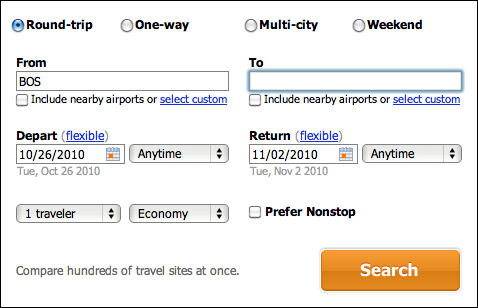 Round-trip One-way Multi-city Weekend
From To
BOS
Include nearby airports or select custom Include nearby airports or select custom
Depart (flexible) Return (flexible)
10/26/2010 Anytime 11/02/2010 Anytime
Tue, Oct 26 2010 Tue, Nov 2 2010
1 traveler Economy Prefer Nonstop
Compare hundreds of travel sites at once. Search